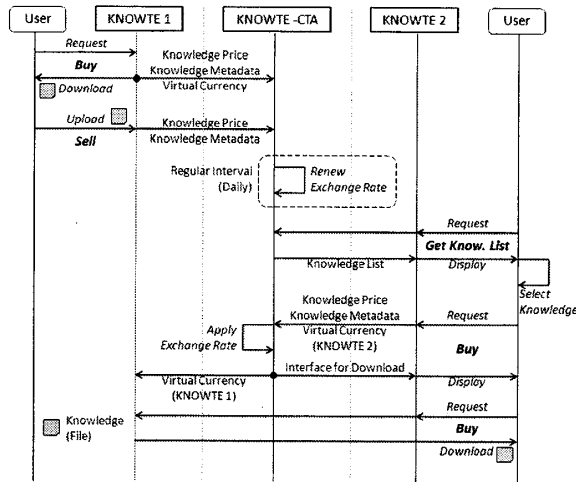 User
KNOWTE 1
KNOWTE -CTA
KNOWTE 2
User
Request
Buy
Knowledge Price
Knowledge Metadata
Download
Virtual Currency
Upload
Knowledge Price
Sell
Knowledge Metadata
Regular Interval
(Daily)
Renew
Exchange Rate
Request
Get Know. List
Knowledge List
Display
Select
Knowledge
Knowledge Price
Knowledge Metadata
Request
Apply
Exchange Rate
Virtual Currency
(KNOWTE 2)
Buy
Interface for Download
Virtual Currency
(KNOWTE 1)
Display
Request
Knowledge
(File)
Buy
Download